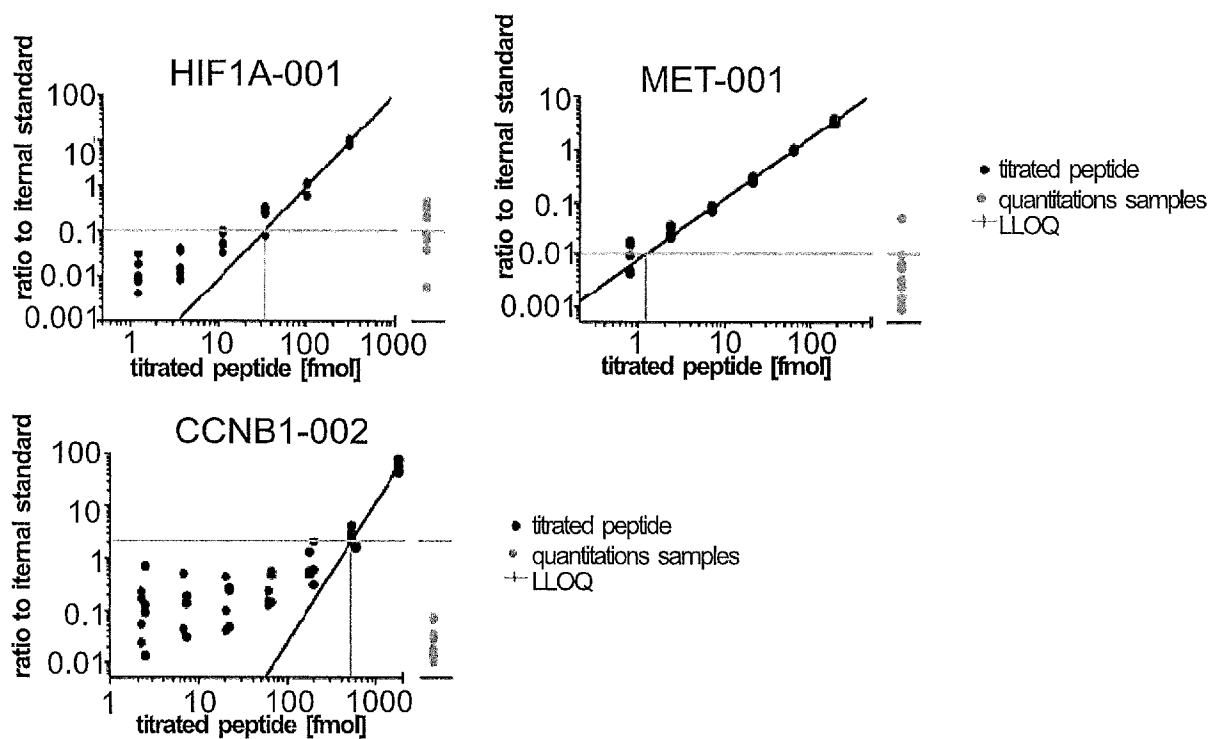 HIF1A-001
ratio to iternal standard
100
10
1
0.1
0.01
0.001
1 10 100 1000
titrated peptide [fmol]
MET-001
ratio to iternal standard
10
1
0.1
0.01
0.001
1 10 100
titrated peptide [fmol]
titrated peptide
quantitations samples
LLOQ
CCNB1-002
ratio to iternal standard
100
10
1
0.1
0.01
1 10 100 1000
titrated peptide [fmol]
titrated peptide
quantitations samples
LLOQ